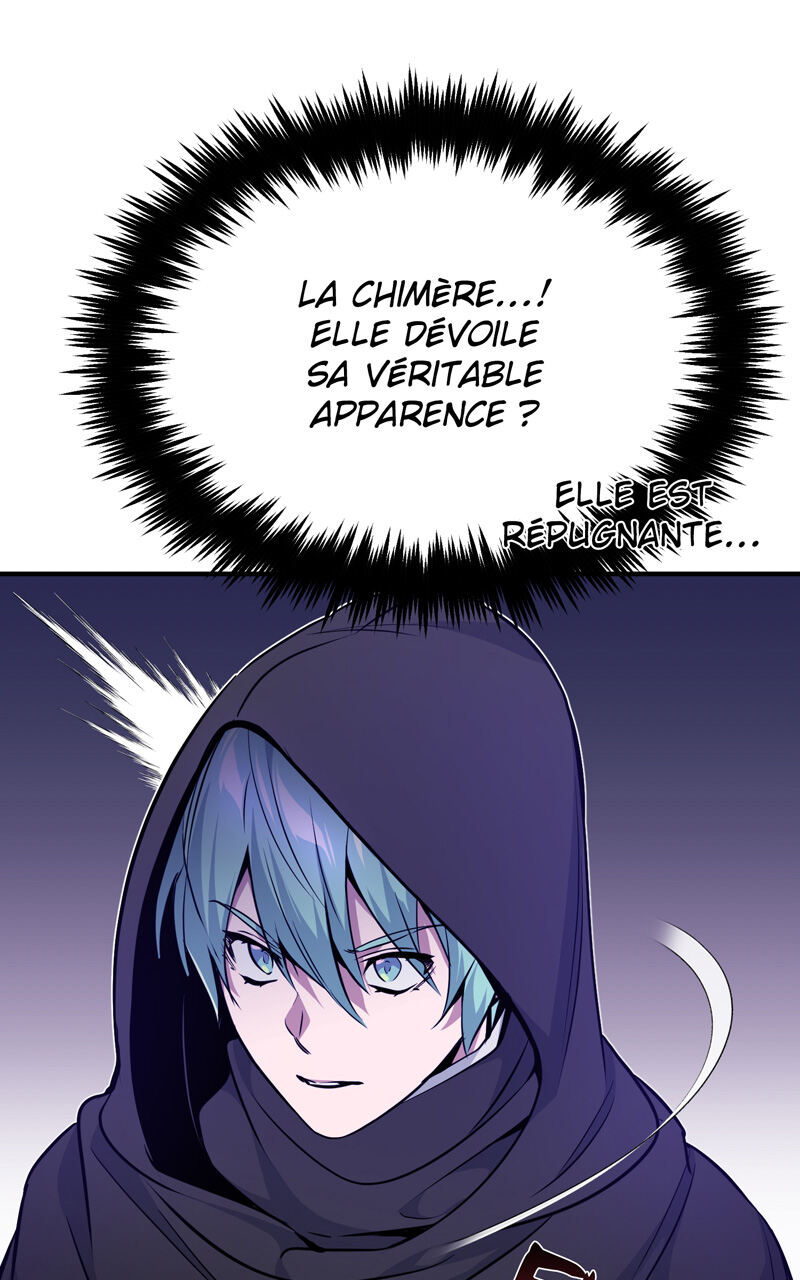 LA CHIMÈRE...!
ELLE DÉVOILE
SA VÉRITABLE
APPARENCE ?
ELLE EST
RÉPUGNANTE...